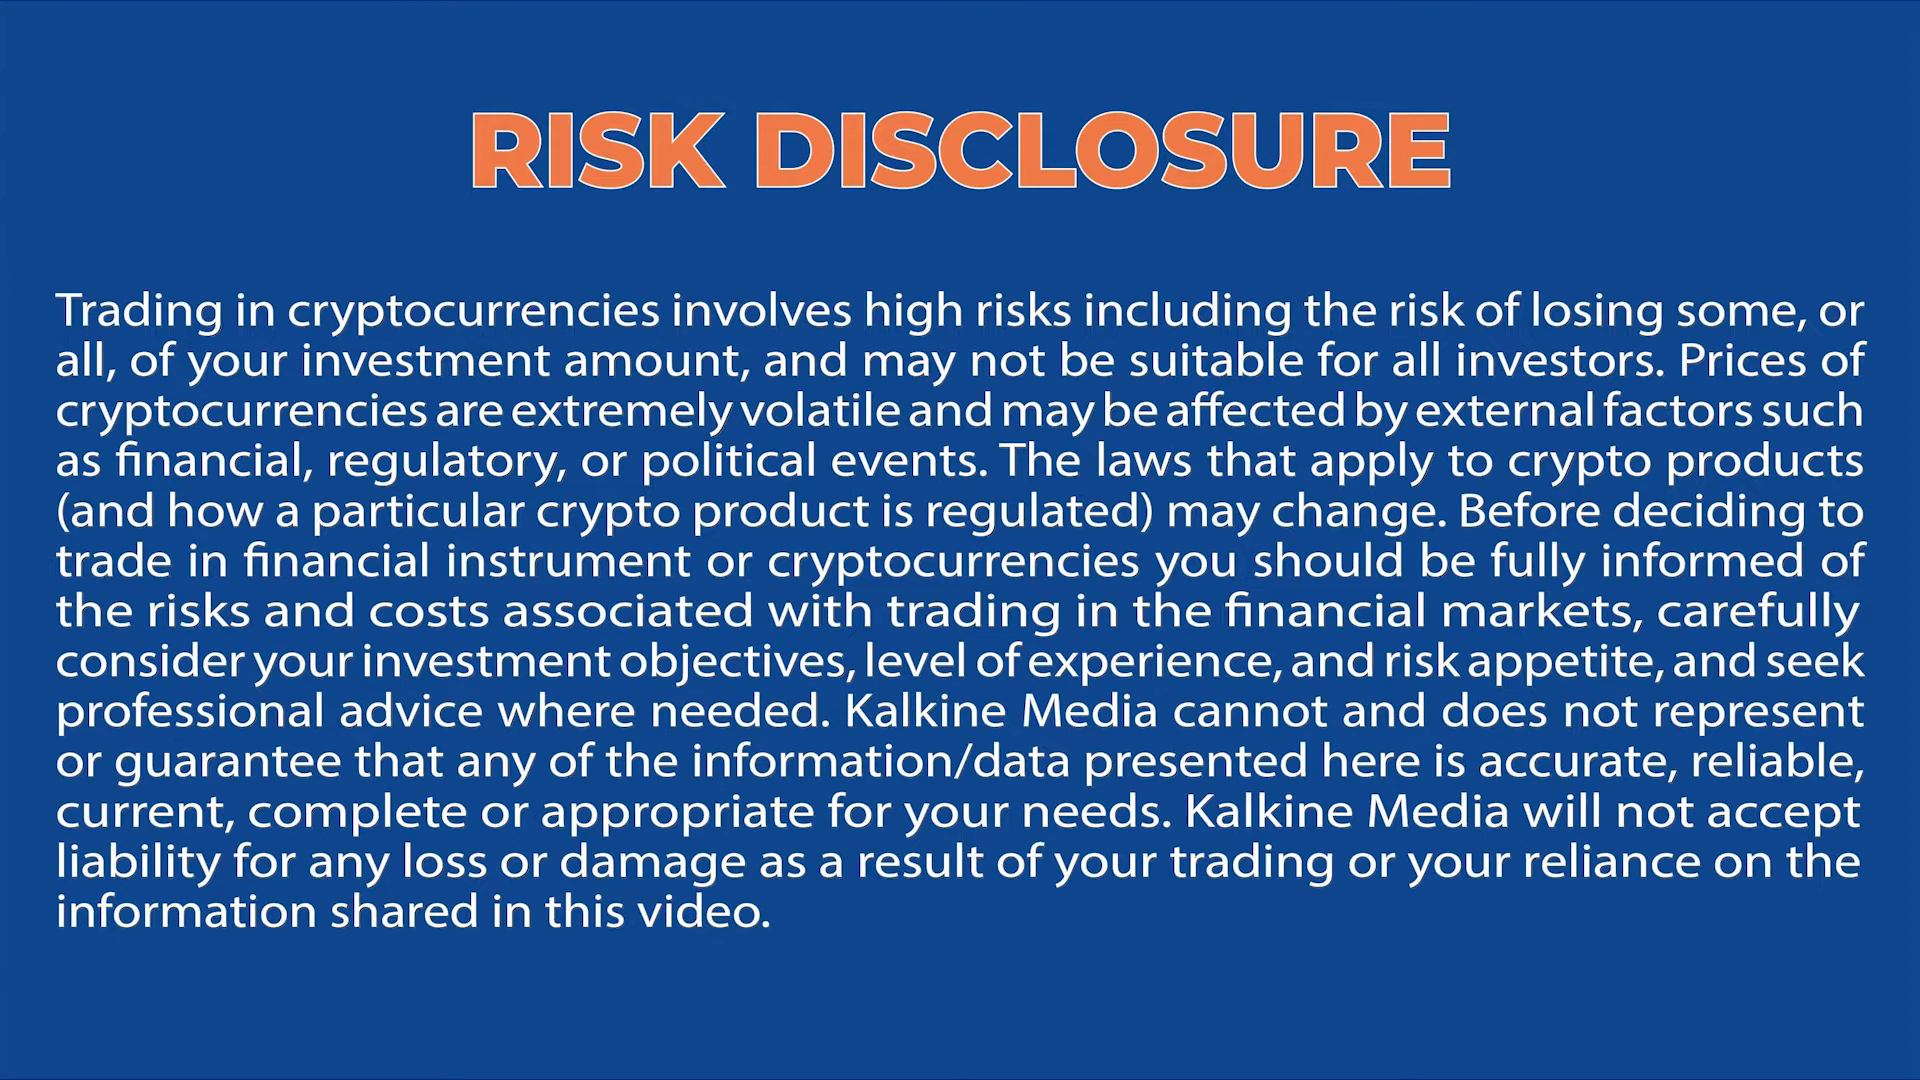 RISK DISCLOSURE
Trading in cryptocurrencies involves high risks including the risk of losing some, or
all, of your investment amount, and may not be suitable for all investors. Prices of
cryptocurrencies are extremely volatile and may be affected by external factors such
as financial, regulatory, or political events. The laws that apply to crypto products
(and how a particular crypto product is regulated) may change. Before deciding to
trade in financial instrument or cryptocurrencies you should be fully informed of
the risks and costs associated with trading in the financial markets, carefully
consider your investment objectives, level of experience, and risk appetite, and seek
professional advice where needed. Kalkine Media cannot and does not represent
or guarantee that any of the information/data presented here is accurate, reliable,
current, complete or appropriate for your needs. Kalkine Media will not accept
liability for any loss or damage as a result of your trading or your reliance on the
information shared in this video.